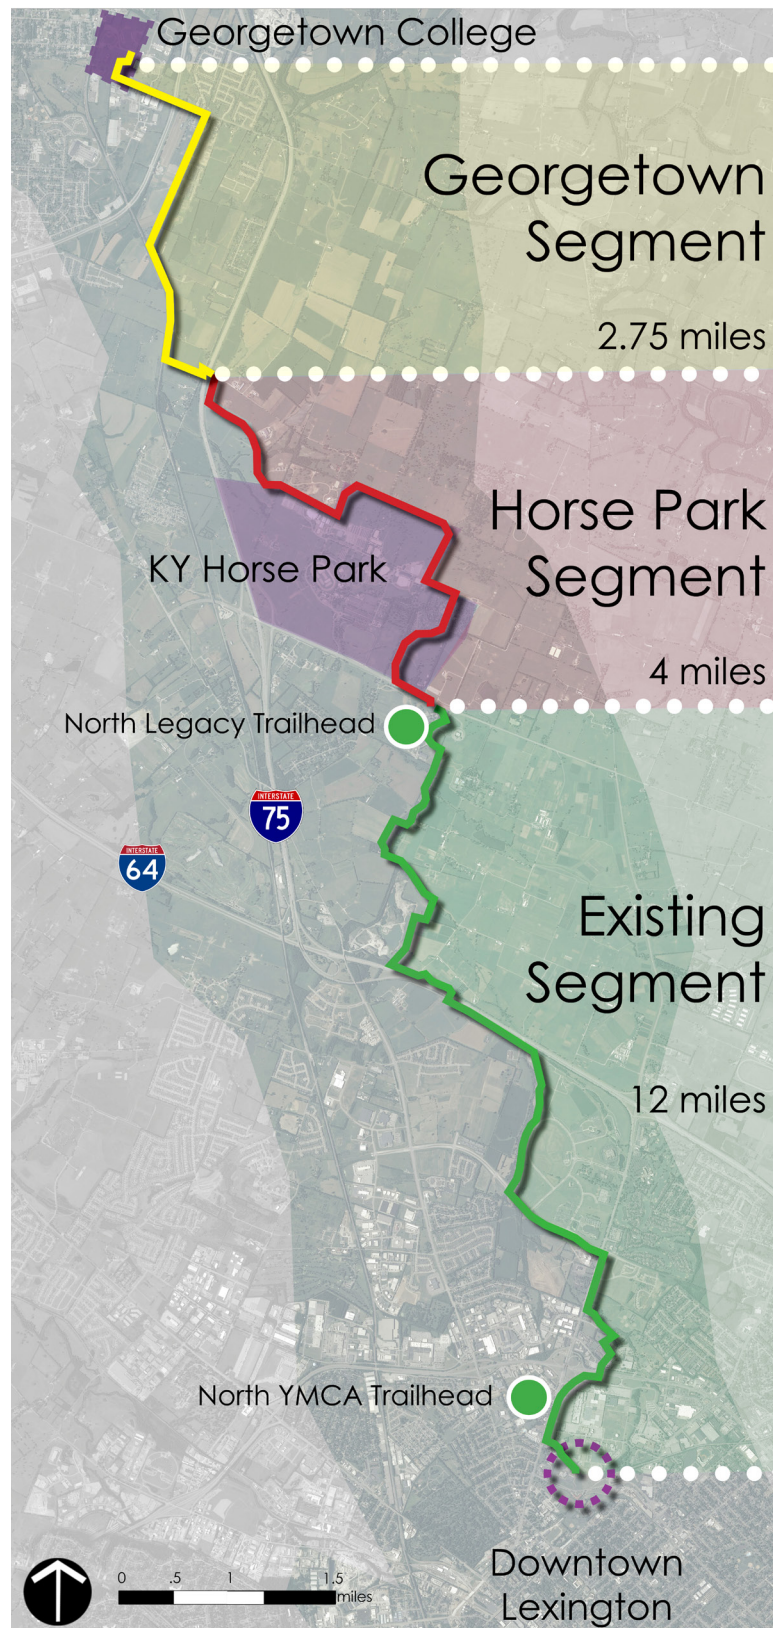 Georgetown College
Georgetown
Segment
2.75 miles
Horse Park
Segment
KY Horse Park
4 miles
North Legacy Trailhead
INTERSTATE
75
INTERSTATE
64
Existing
Segment
12 miles
North YMCA Trailhead
Downtown
Lexington
0 .5 1 1.5
miles